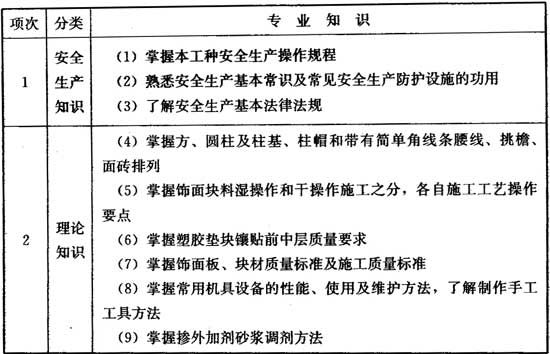 项次 分类 专业知识
1 安全生产知识 (1) 掌握本工种安全生产操作规程
(2) 熟悉安全生产基本常识及常见安全生产防护设施的功用
(3) 了解安全生产基本法律法规
2 理论知识 (4) 掌握方、圆柱及柱基、柱帽和带有简单角线条腰线、挑檐、
面砖排列
(5) 掌握饰面块料湿操作和干操作施工之分，各自施工工艺操作
要点
(6) 掌握塑胶垫块镶贴前中层质量要求
(7) 掌握饰面板、块材质量标准及施工质量标准
(8) 掌握常用机具设备的性能、使用及维护方法，了解制作手工
工具方法
(9) 掌握掺外加剂砂浆调剂方法